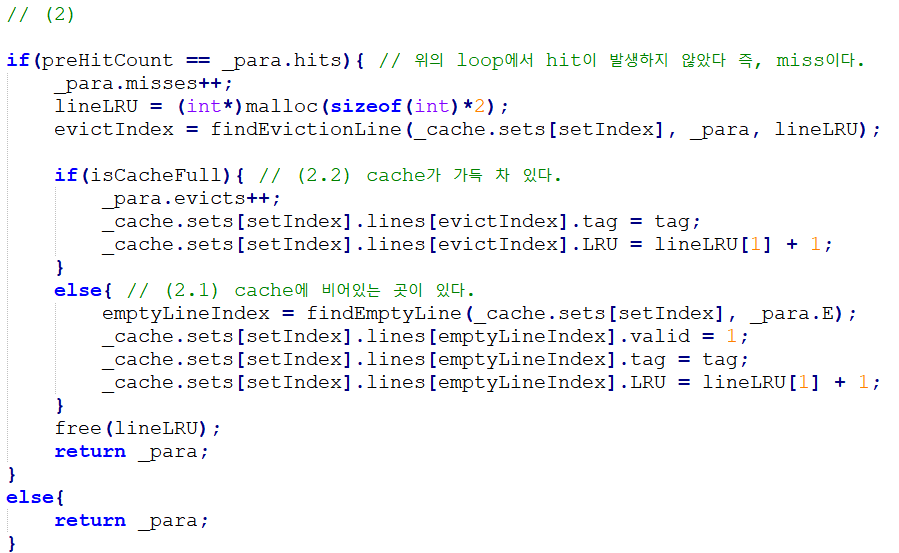 // (2)

if(preHitCount == _para.hits){ // 위의 loop에서 hit이 발생하지 않았다 즉, miss이다.
    _para.misses++;
    lineLRU = (int*)malloc(sizeof(int)*2);
    evictIndex = findEvictionLine(_cache.sets[setIndex], _para, lineLRU);

    if(isCacheFull){ // (2.2) cache가 가득 차 있다.
        _para.evicts++;
        _cache.sets[setIndex].lines[evictIndex].tag = tag;
        _cache.sets[setIndex].lines[evictIndex].LRU = lineLRU[1] + 1;
    }
    else{ // (2.1) cache에 비어있는 곳이 있다.
        emptyLineIndex = findEmptyLine(_cache.sets[setIndex], _para.E);
        _cache.sets[setIndex].lines[emptyLineIndex].valid = 1;
        _cache.sets[setIndex].lines[emptyLineIndex].tag = tag;
        _cache.sets[setIndex].lines[emptyLineIndex].LRU = lineLRU[1] + 1;
    }
    free(lineLRU);
    return _para;
}
else{
    return _para;
}